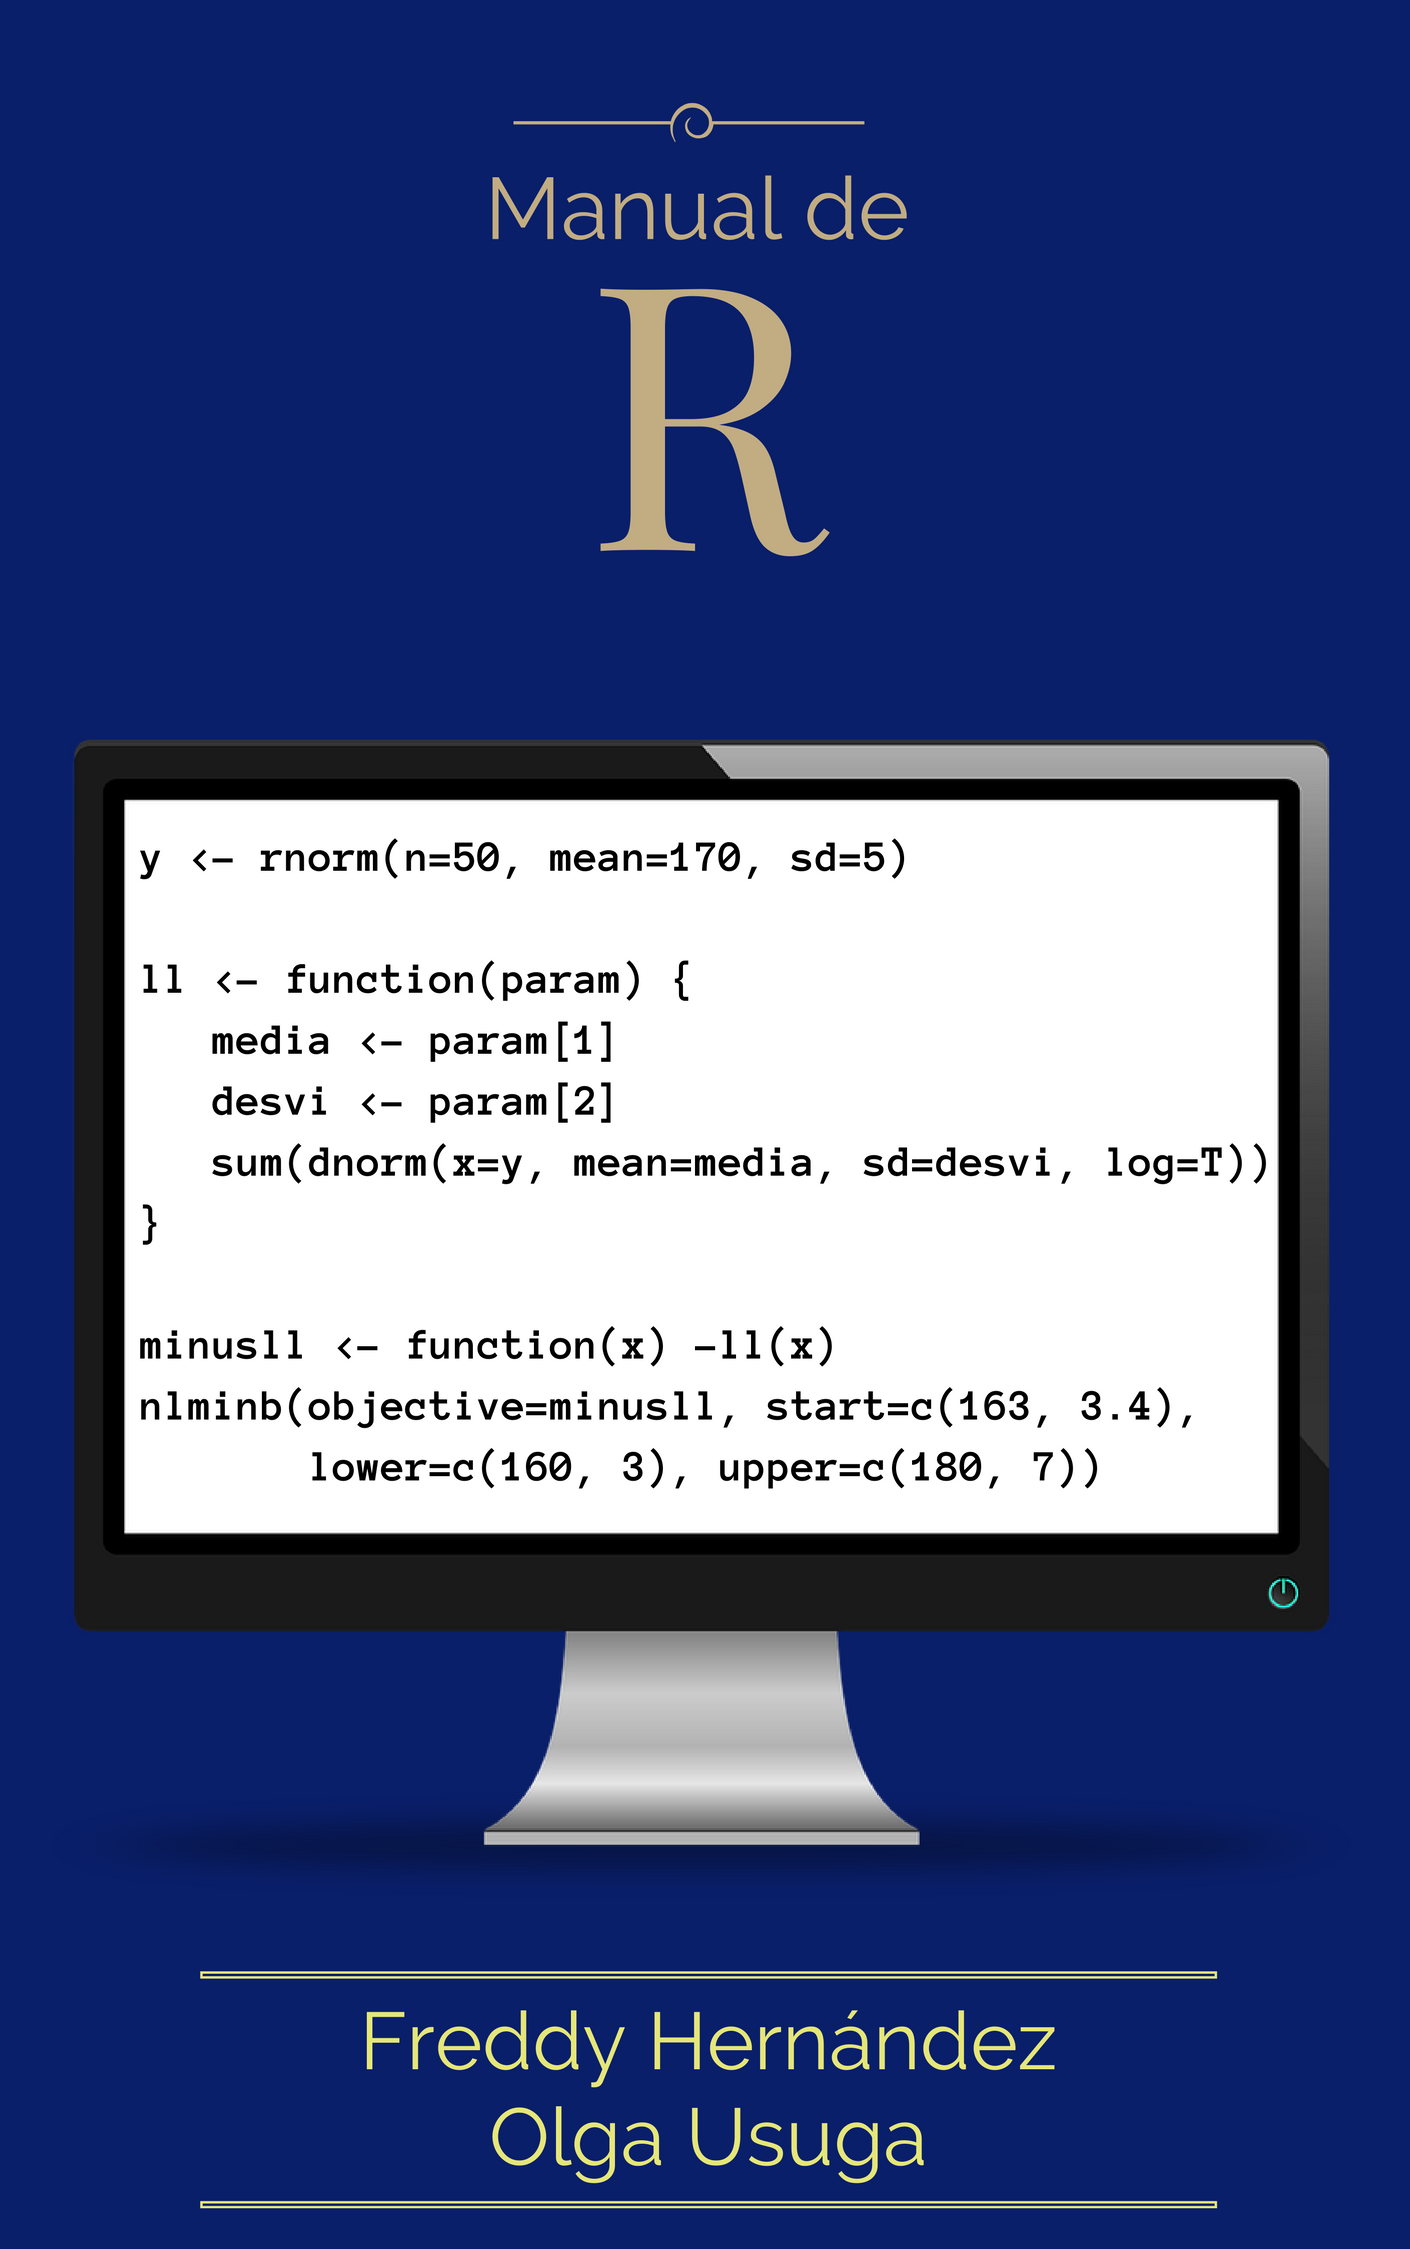 Manual de
R
y <- rnorm(n=50, mean=170, sd=5)
ll <- function(param) {
   media <- param[1]
   desvi <- param[2]
   sum(dnorm(x=y, mean=media, sd=desvi, log=T))
}
minusll <- function(x) -ll(x)
nlminb(objective=minusll, start=c(163, 3.4),
       lower=c(160, 3), upper=c(180, 7))
Freddy Hernández
Olga Usuga